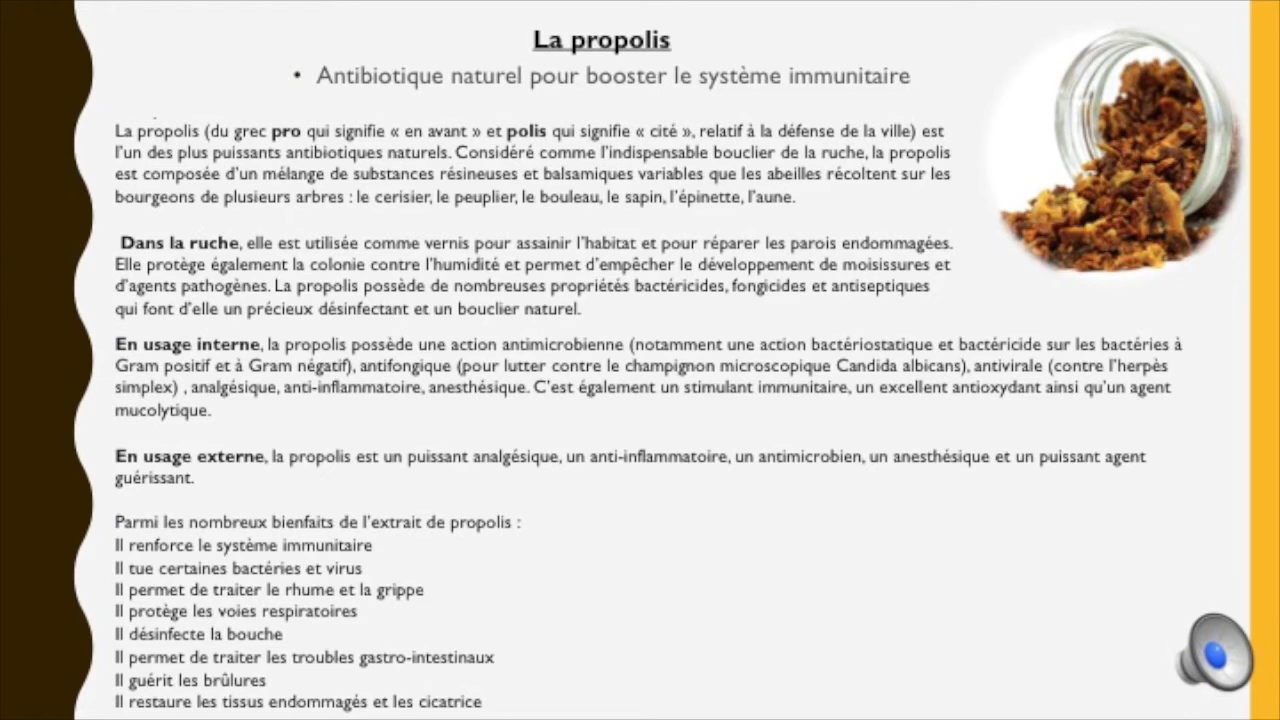 La propolis
• Antibiotique naturel pour booster le système immunitaire
La propolis (du grec pro qui signifie « en avant » et polis qui signifie « cité », relatif à la défense de la ville) est
l'un des plus puissants antibiotiques naturels. Considéré comme l'indispensable bouclier de la ruche, la propolis
est composée d'un mélange de substances résineuses et balsamiques variables que les abeilles récoltent sur les
bourgeons de plusieurs arbres : le cerisier, le peuplier, le bouleau, le sapin, l'épinette, l'aune.
Dans la ruche, elle est utilisée comme vernis pour assainir l'habitat et pour réparer les parois endommagées.
Elle protège également la colonie contre l'humidité et permet d'empêcher le développement de moisissures et
d'agents pathogènes. La propolis possède de nombreuses propriétés bactéricides, fongicides et antiseptiques
qui font d'elle un précieux désinfectant et un bouclier naturel.
En usage interne, la propolis possède une action antimicrobienne (notamment une action bactériostatique et bactéricide sur les bactéries à
Gram positif et à Gram négatif), antifongique (pour lutter contre le champignon microscopique Candida albicans), antivirale (contre l'herpès
simplex) , analgésique, anti-inflammatoire, anesthésique. C'est également un stimulant immunitaire, un excellent antioxydant ainsi qu'un agent
mucolytique.
En usage externe, la propolis est un puissant analgésique, un anti-inflammatoire, un antimicrobien, un anesthésique et un puissant agent
guérissant.
Parmi les nombreux bienfaits de l'extrait de propolis :
Il renforce le système immunitaire
Il tue certaines bactéries et virus
Il permet de traiter le rhume et la grippe
Il protège les voies respiratoires
Il désinfecte la bouche
Il permet de traiter les troubles gastro-intestinaux
Il guérit les brûlures
Il restaure les tissus endommagés et les cicatrice